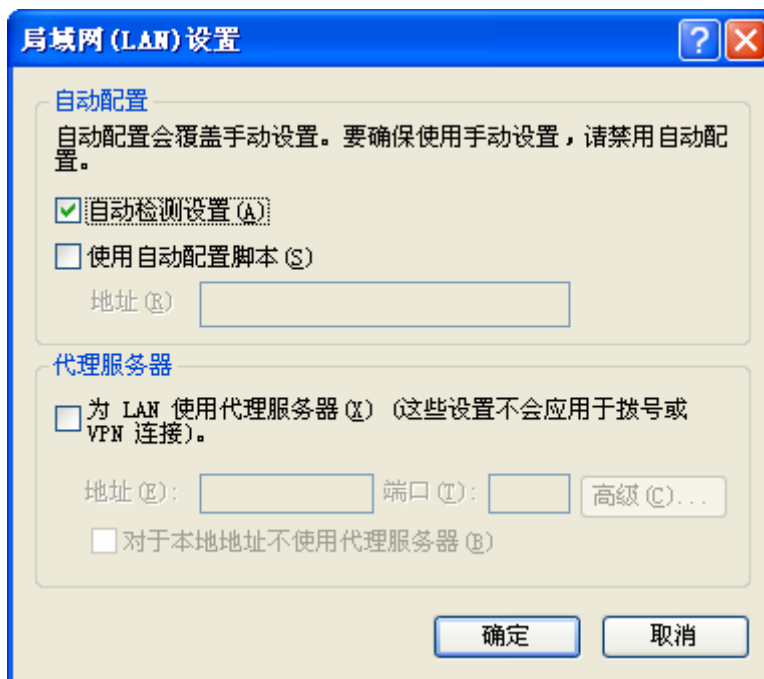 局域网(LAN)设置
自动配置
自动配置会覆盖手动设置。要确保使用手动设置，请禁用自动配
置。
自动检测设置(A)
使用自动配置脚本(S)
地址(R)
代理服务器
为 LAN 使用代理服务器(X) (这些设置不会应用于拨号或
VPN 连接)。
地址(E): 端口(T): 高级(C)...
对于本地地址不使用代理服务器(B)
确定 取消